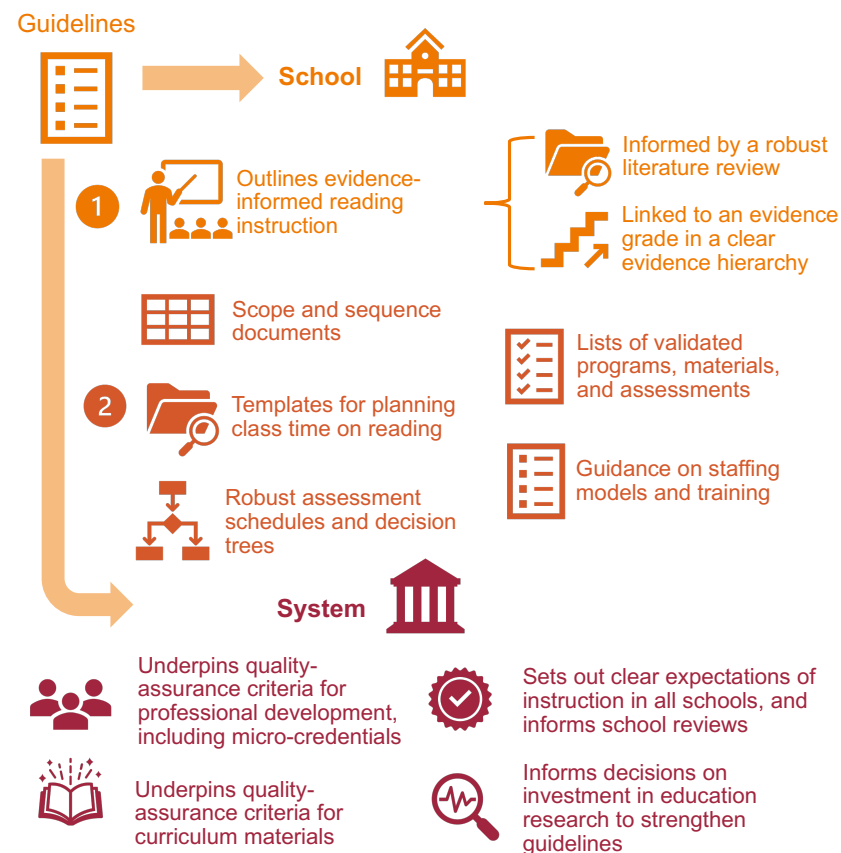 Guidelines
School
1
Outlines evidence-
informed reading
instruction
Informed by a robust
literature review
Linked to an evidence
grade in a clear
evidence hierarchy
Scope and sequence
documents
2
Templates for planning
class time on reading
Robust assessment
schedules and decision
trees
Lists of validated
programs, materials,
and assessments
Guidance on staffing
models and training
System
Underpins quality-
assurance criteria for
professional development,
including micro-credentials
Sets out clear expectations of
instruction in all schools, and
informs school reviews
Underpins quality-
assurance criteria for
curriculum materials
Informs decisions on
investment in education
research to strengthen
guidelines